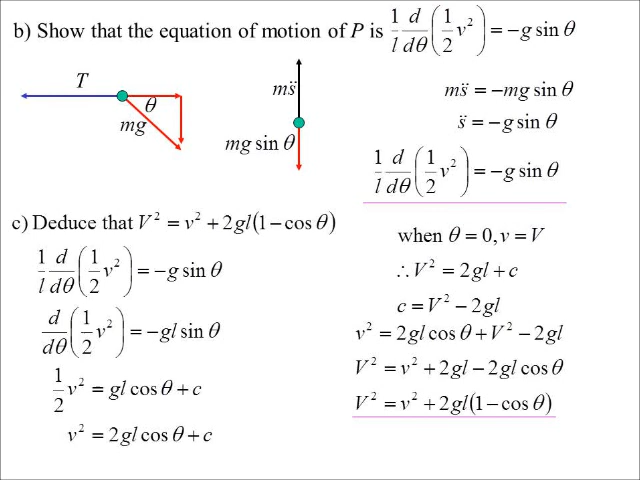 b) Show that the equation of motion of P is 1/l d/dθ (1/2 v²) = −g sin θ
T
θ
mg
ms̈
mg sin θ
ms̈ = −mg sin θ
s̈ = −g sin θ
1/l d/dθ (1/2 v²) = −g sin θ
c) Deduce that V² = v² + 2gl(1 − cos θ)
1/l d/dθ (1/2 v²) = −g sin θ
d/dθ (1/2 v²) = −gl sin θ
1/2 v² = gl cos θ + c
v² = 2gl cos θ + c
when θ = 0, v = V
∴ V² = 2gl + c
c = V² − 2gl
v² = 2gl cos θ + V² − 2gl
V² = v² + 2gl − 2gl cos θ
V² = v² + 2gl(1 − cos θ)